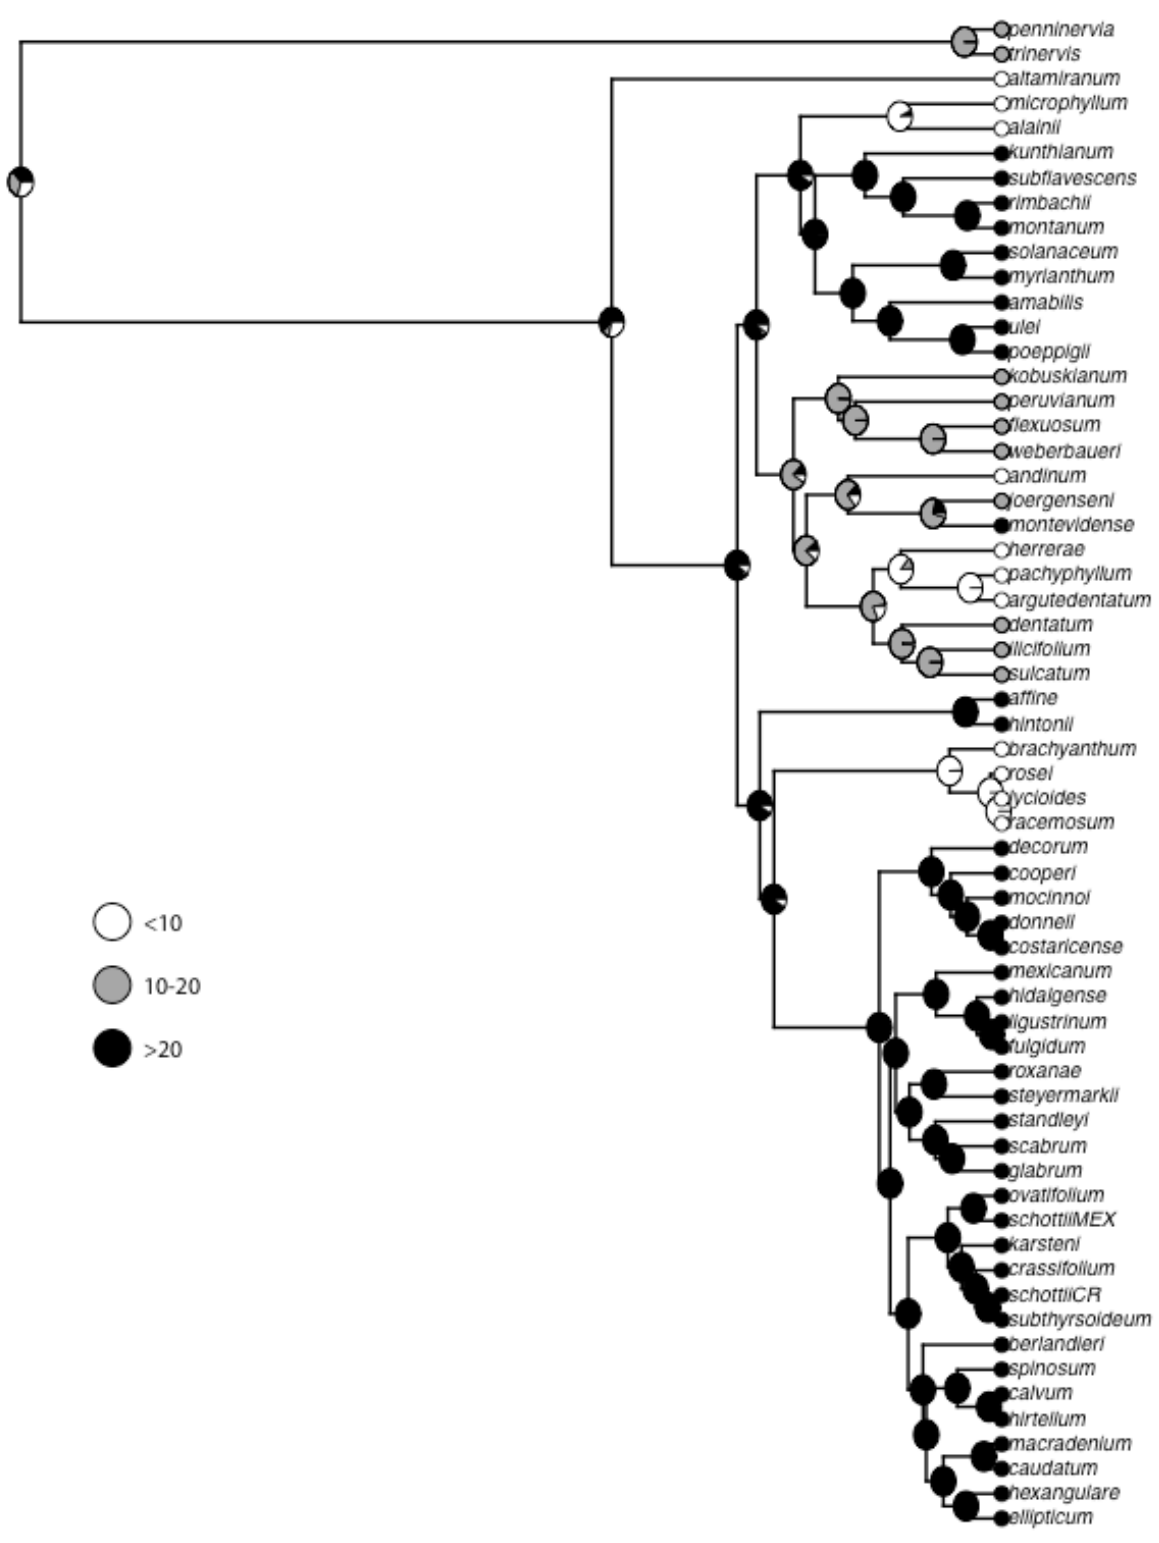 penninervia
trinervis
altamiranum
microphyllum
alainii
kunthianum
subflavescens
rimbachii
montanum
solanaceum
myrianthum
amabilis
ulei
poeppigii
kobuskianum
peruvianum
flexuosum
weberbaueri
andinum
joergenseni
montevidense
herrerae
pachyphyllum
argutedentatum
dentatum
ilicifolium
sulcatum
affine
hintonii
brachyanthum
rosei
lycioides
racemosum
decorum
cooperi
mocinnoi
donnell
costaricense
mexicanum
hidalgense
ligustrinum
fulgidum
roxanae
steyermarkii
standleyi
scabrum
glabrum
ovatifolium
schottiiMEX
karsteni
crassifolium
schottiiCR
subthyrsoideum
berlandieri
spinosum
calvum
hirtellum
macradenium
caudatum
hexangulare
ellipticum
<10
10-20
>20